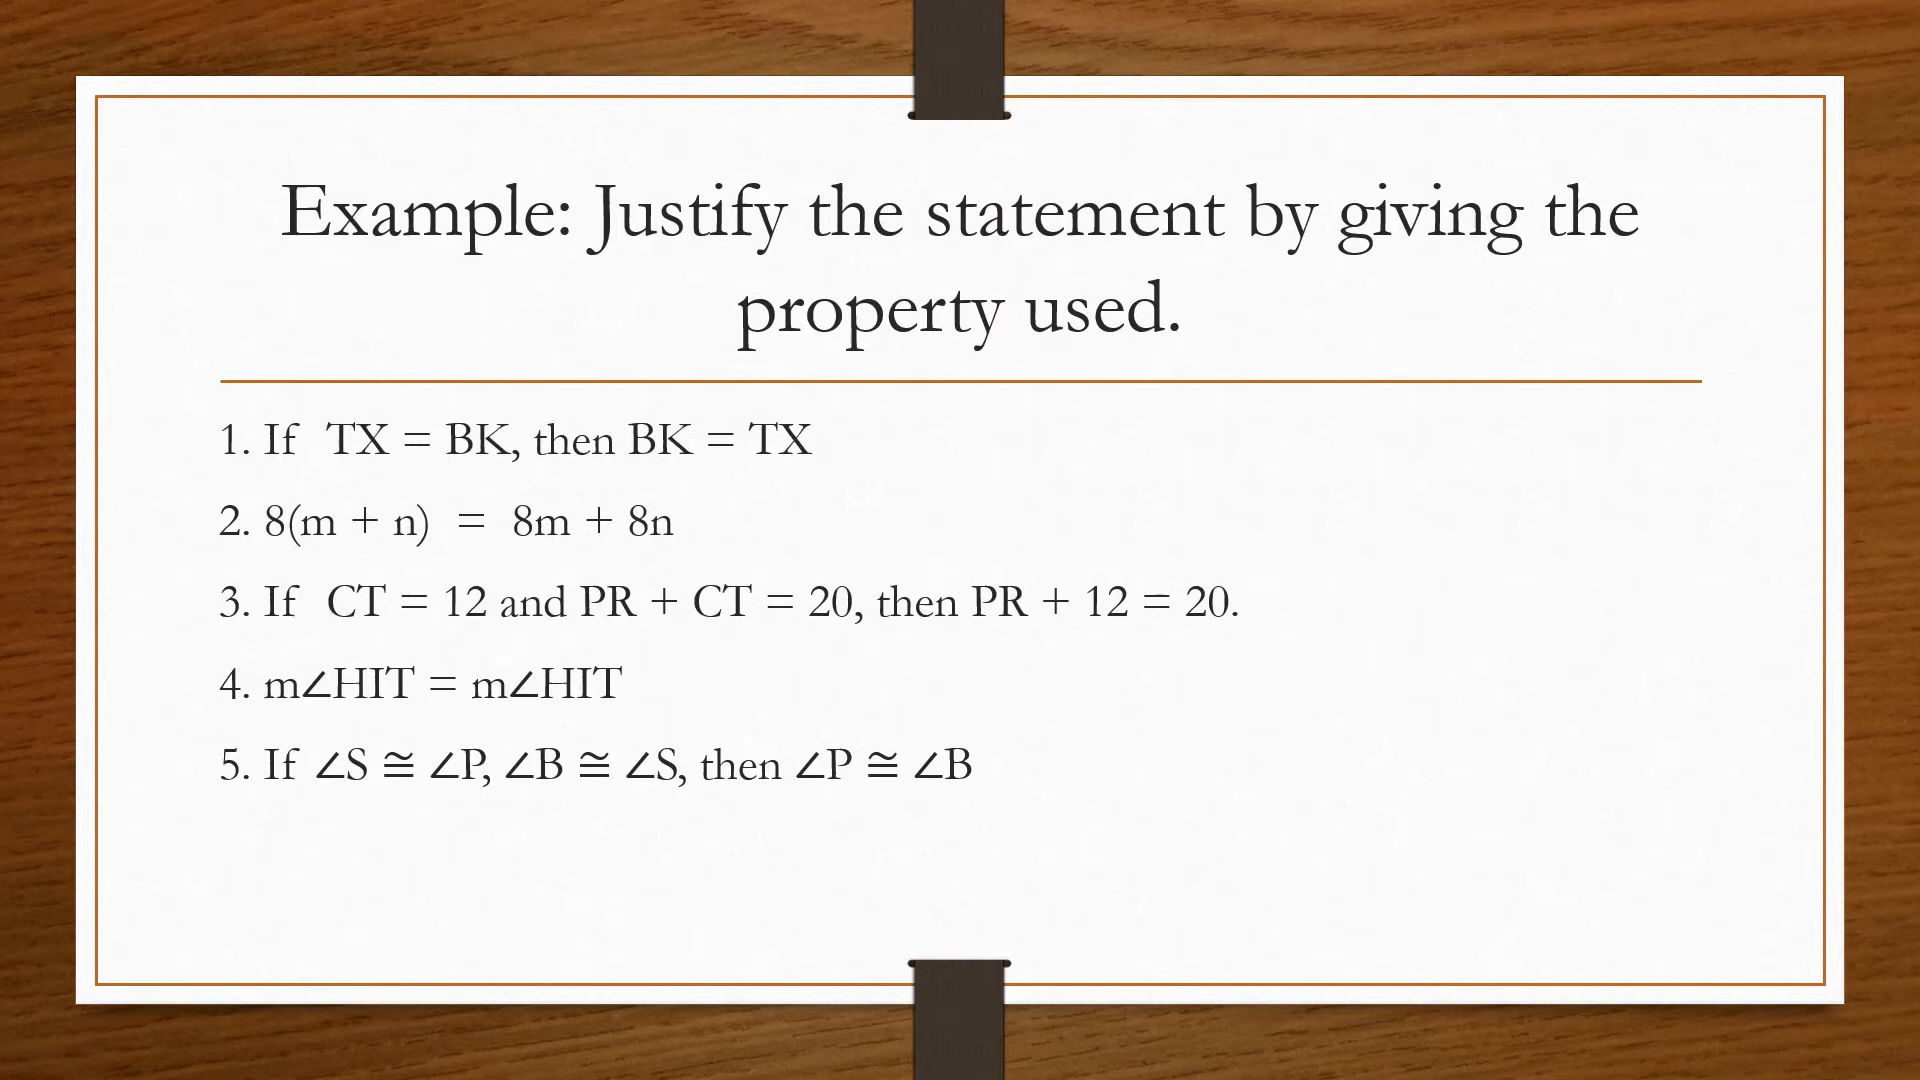 Example: Justify the statement by giving the
property used.
1. If TX = BK, then BK = TX
2. 8(m + n) = 8m + 8n
3. If CT = 12 and PR + CT = 20, then PR + 12 = 20.
4. m∠HIT = m∠HIT
5. If ∠S ≅ ∠P, ∠B ≅ ∠S, then ∠P ≅ ∠B